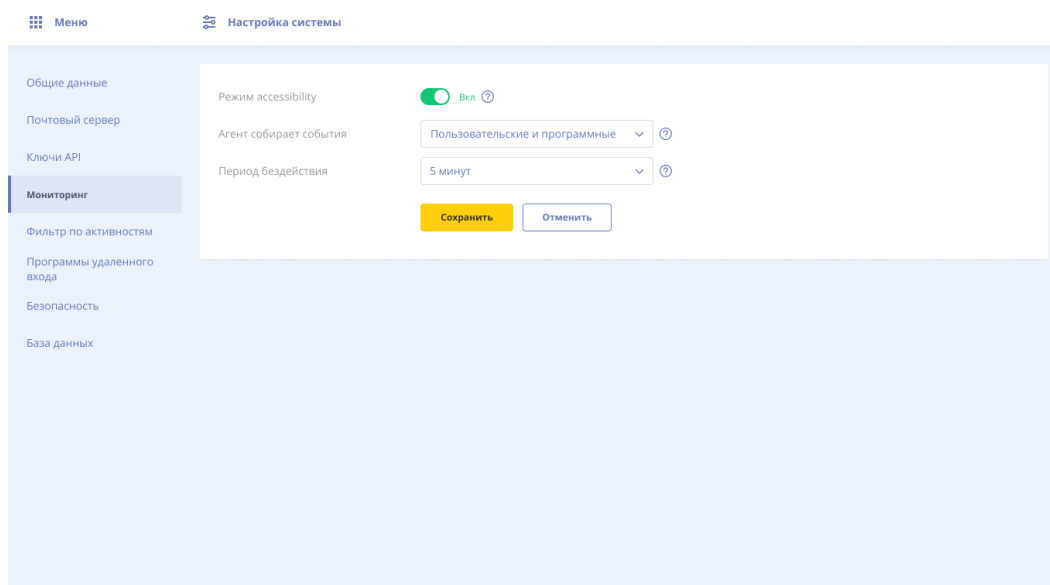 Меню
Настройка системы
Общие данные
Почтовый сервер
Ключи API
Мониторинг
Фильтр по активностям
Программы удаленного
входа
Безопасность
База данных
Режим accessibility
Вкл ?
Агент собирает события
Пользовательские и программные
?
Период бездействия
5 минут
?
Сохранить
Отменить